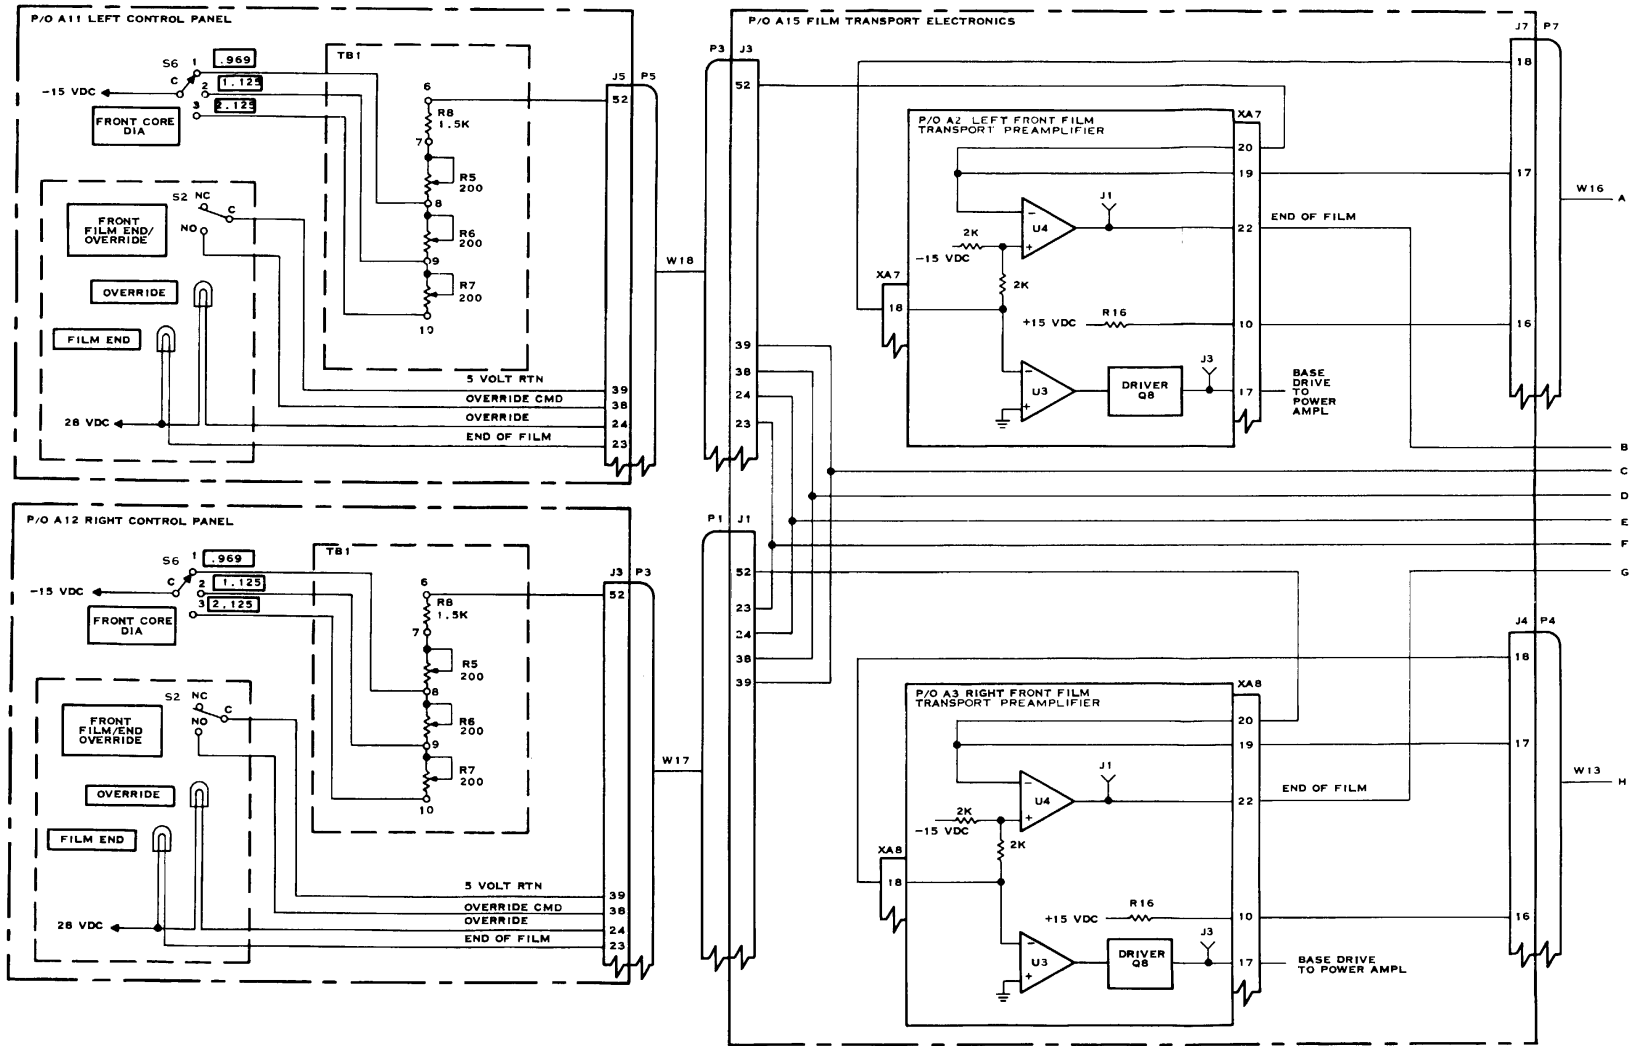 P/O A11 LEFT CONTROL PANEL
S6
1
.969
C
2
1.125
-15 VDC
3
2.125
FRONT CORE
DIA
TB1
6
R8
1.5K
7
R5
200
8
R6
200
9
R7
200
10
J5 P5
52
S2 NC
C
NO
FRONT
FILM END/
OVERRIDE
OVERRIDE
FILM END
28 VDC
5 VOLT RTN
39
OVERRIDE CMD
38
OVERRIDE
24
END OF FILM
23
W18
P/O A12 RIGHT CONTROL PANEL
S6
1
.969
C
2
1.125
-15 VDC
3
2.125
FRONT CORE
DIA
TB1
6
R8
1.5K
7
R5
200
8
R6
200
9
R7
200
10
J3 P3
52
S2 NC
C
NO
FRONT
FILM/END
OVERRIDE
OVERRIDE
FILM END
28 VDC
5 VOLT RTN
39
OVERRIDE CMD
38
OVERRIDE
24
END OF FILM
23
W17
P/O A15 FILM TRANSPORT ELECTRONICS
P3 J3
52
39
38
24
23
P1 J1
52
23
24
38
39
P/O A2 LEFT FRONT FILM
TRANSPORT PREAMPLIFIER
XA7
20
19
J1
U4
-
+
2K
-15 VDC
2K
22
END OF FILM
XA7
18
+15 VDC
R16
10
-
+
U3
DRIVER
Q8
J3
17
BASE
DRIVE
TO
POWER
AMPL
J7 P7
18
17
16
W16
A
B
C
D
E
F
G
P/O A3 RIGHT FRONT FILM
TRANSPORT PREAMPLIFIER
XA8
20
19
J1
U4
-
+
2K
-15 VDC
2K
22
END OF FILM
XA8
18
+15 VDC
R16
10
-
+
U3
DRIVER
Q8
J3
17
BASE DRIVE
TO POWER AMPL
J4 P4
18
17
16
W13
H